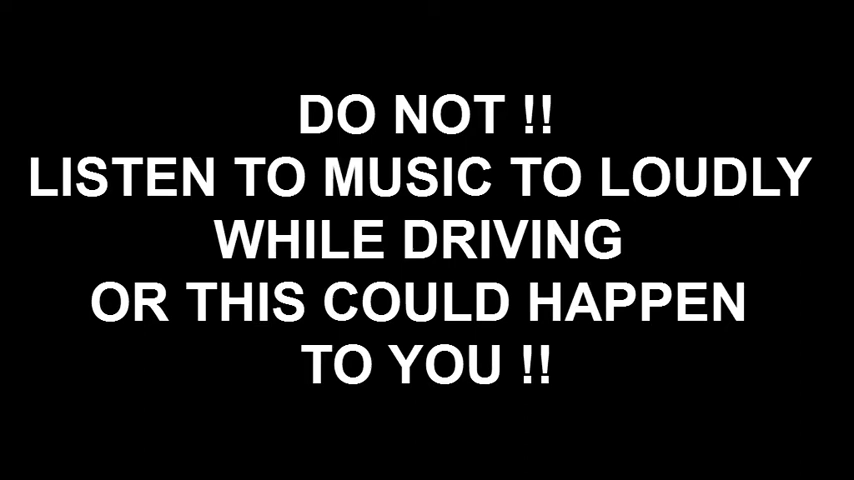 DO NOT !!
LISTEN TO MUSIC TO LOUDLY
WHILE DRIVING
OR THIS COULD HAPPEN
TO YOU !!